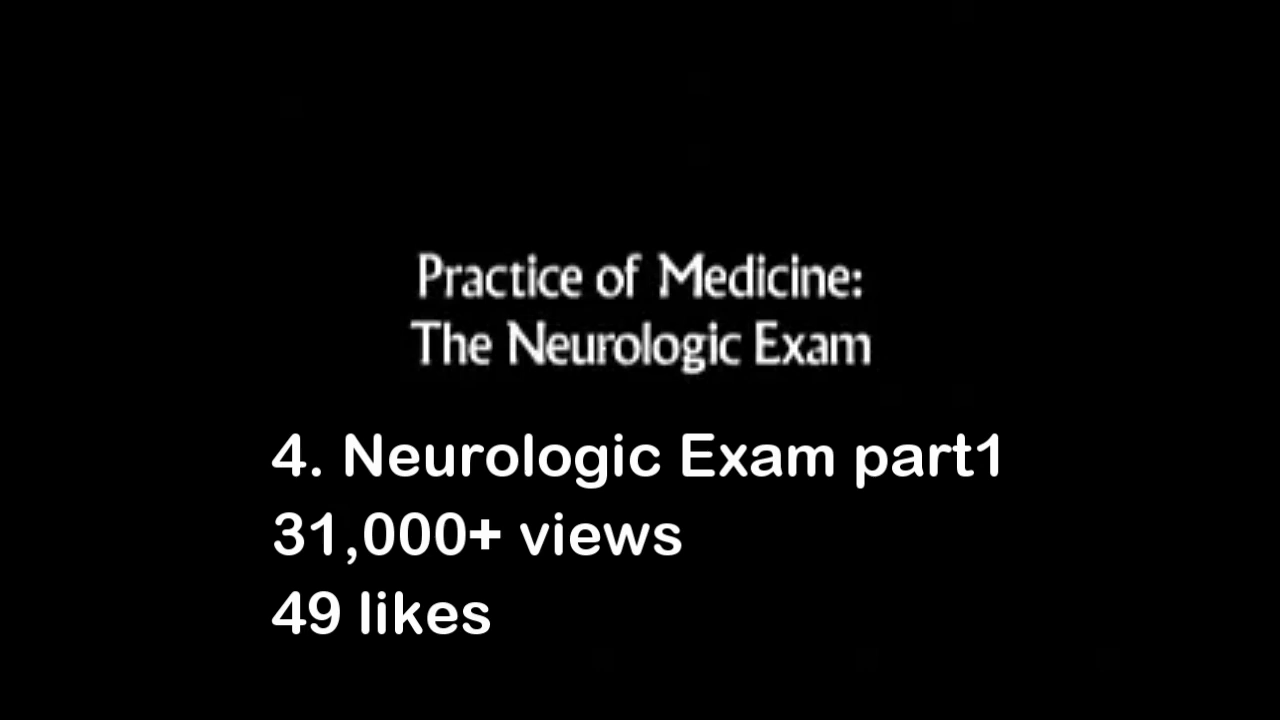 Practice of Medicine:
The Neurologic Exam
4. Neurologic Exam part1
31,000+ views
49 likes